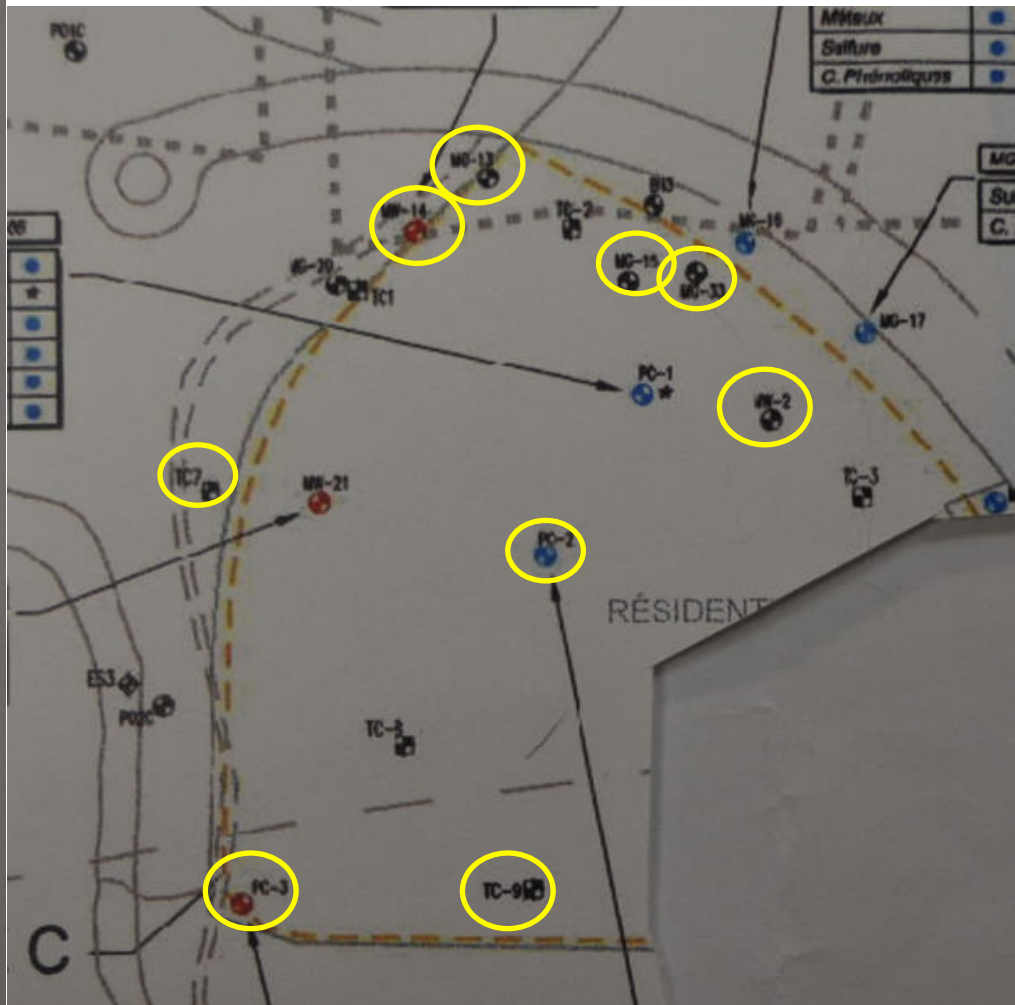 Métaux
Sulfure
C. Phénoliques
PO1C
MG-13
MW-14
TC-2
BI3
MG-16
MG-20
TC1
MG-15
MG-33
MG-17
PC-1 *
MW-2
TC7
MW-21
TC-3
PC-2
RÉSIDENT
ES3
PO2C
TC-8
PC-3
TC-9
C